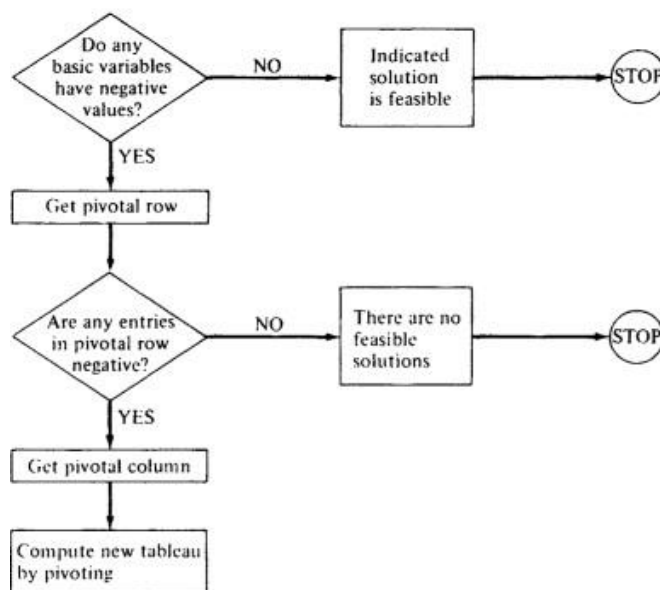 Do any
basic variables
have negative
values?
NO
Indicated
solution
is feasible
STOP
YES
Get pivotal row
Are any entries
in pivotal row
negative?
NO
There are no
feasible
solutions
STOP
YES
Get pivotal column
Compute new tableau
by pivoting